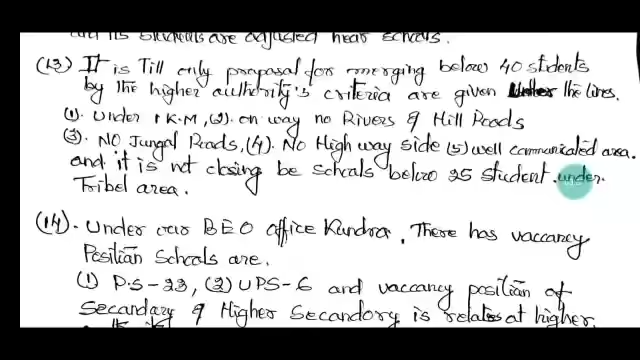 and its students are adjusted near schools.
(13) It is Till only proposal for merging below 40 students
by the higher authority's criteria are given the lines.
(1). Under 1 K.M, (2). on way no Rivers & Hill Roads
(3). NO Jungal Roads, (4). No High way side (5) well communicated area.
and it is not closing be schools below 25 student under
Tribel area.
(14). Under our BEO office Kundra, There has vaccancy
Position Schools are.
(1) P.S-23, (2) UPS-6 and vaccancy position of
Secondary & Higher Secondory is relates at higher.